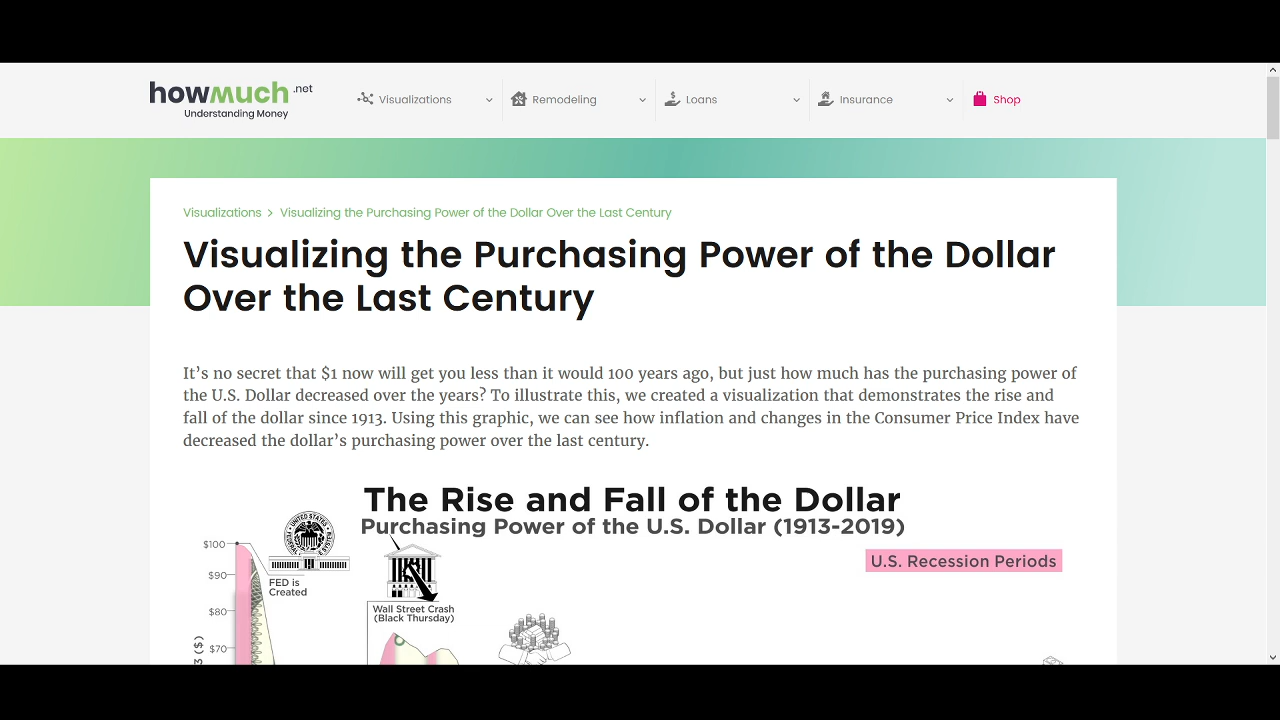 howmuch.net
Understanding Money
Visualizations
Remodeling
Loans
Insurance
Shop
Visualizations > Visualizing the Purchasing Power of the Dollar Over the Last Century
Visualizing the Purchasing Power of the Dollar
Over the Last Century
It’s no secret that $1 now will get you less than it would 100 years ago, but just how much has the purchasing power of
the U.S. Dollar decreased over the years? To illustrate this, we created a visualization that demonstrates the rise and
fall of the dollar since 1913. Using this graphic, we can see how inflation and changes in the Consumer Price Index have
decreased the dollar’s purchasing power over the last century.
The Rise and Fall of the Dollar
Purchasing Power of the U.S. Dollar (1913-2019)
U.S. Recession Periods
$100
$90
$80
$70
FED is
Created
Wall Street Crash
(Black Thursday)
3 ($)